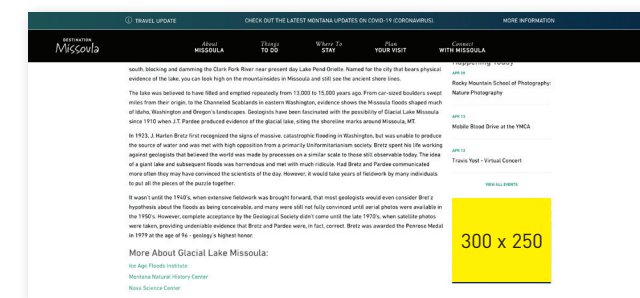 TRAVEL UPDATE CHECK OUT THE LATEST MONTANA UPDATES ON COVID-19 (CORONAVIRUS). MORE INFORMATION
DESTINATION
Missoula
About
MISSOULA
Things
TO DO
Where To
STAY
Plan
YOUR VISIT
Connect
WITH MISSOULA
south, blocking and damming the Clark Fork River near present day Lake Pend Orielle. Named for the city that bears physical
evidence of the lake, you can look high on the mountainsides in Missoula and still see the ancient shore lines.
The lake was believed to have filled and emptied repeatedly from 13,000 to 15,000 years ago. From car-sized boulders swept
miles from their origin, to the Channeled Scablands in eastern Washington, evidence shows the Missoula floods shaped much
of Idaho, Washington and Oregon's landscapes. Geologists have been fascinated with the possibility of Glacial Lake Missoula
since 1910 when J.T. Pardee produced evidence of the glacial lake, siting the shoreline marks around Missoula, MT.
In 1923, J. Harlen Bretz first recognized the signs of massive, catastrophic flooding in Washington, but was unable to produce
the source of water and was met with high opposition from a primarily Uniformitarianism society. Bretz spent his life working
against geologists that believed the world was made by processes on a similar scale to those still observable today. The idea
of a giant lake and subsequent floods was horrendous and met with much ridicule. Had Bretz and Pardee communicated
more often they may have convinced the scientists of the day. However, it would take years of fieldwork by many individuals
to put all the pieces of the puzzle together.
It wasn't until the 1940's, when extensive fieldwork was brought forward, that most geologists would even consider Bretz's
hypothesis about the floods as being conceivable, and many were still not fully convinced until aerial photos were available in
the 1950's. However, complete acceptance by the Geological Society didn't come until the late 1970's, when satellite photos
were taken, providing undeniable evidence that Bretz and Pardee were, in fact, correct. Bretz was awarded the Penrose Medal
in 1979 at the age of 96 - geology's highest honor.
More About Glacial Lake Missoula:
Ice Age Floods Institute
Montana Natural History Center
Nova Science Center
Happening Today
APR 08
Rocky Mountain School of Photography:
Nature Photography
APR 13
Mobile Blood Drive at the YMCA
APR 13
Travis Yost - Virtual Concert
VIEW ALL EVENTS
300 x 250